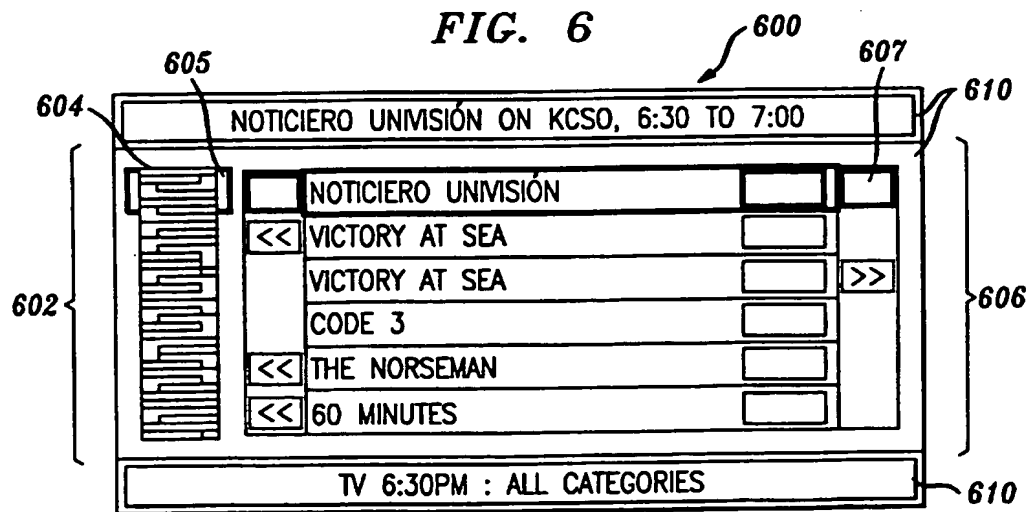 FIG. 6
600
605
607
604
610
NOTICIERO UNIVISIÓN ON KCSO, 6:30 TO 7:00
NOTICIERO UNIVISIÓN
<< VICTORY AT SEA
VICTORY AT SEA >>
602
606
CODE 3
<< THE NORSEMAN
<< 60 MINUTES
TV 6:30PM : ALL CATEGORIES
610